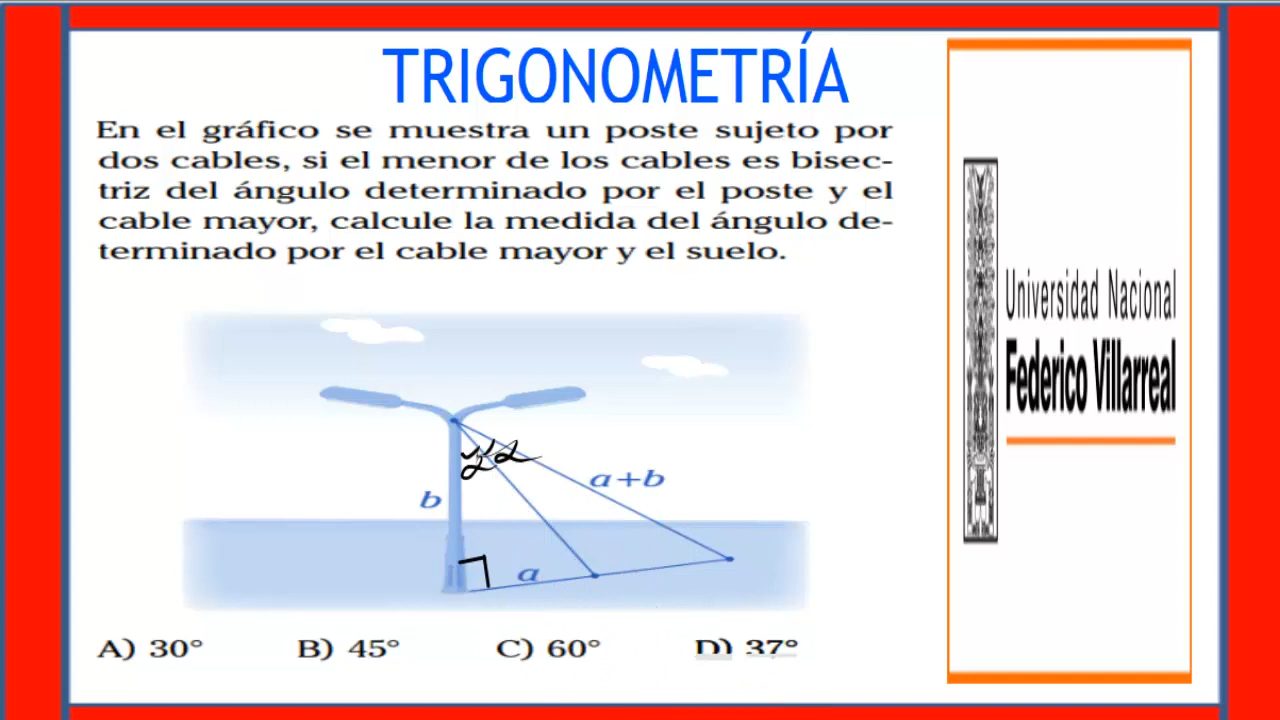 TRIGONOMETRÍA
En el gráfico se muestra un poste sujeto por
dos cables, si el menor de los cables es bisec-
triz del ángulo determinado por el poste y el
cable mayor, calcule la medida del ángulo de-
terminado por el cable mayor y el suelo.
α α
a+b
b
a
A) 30° B) 45° C) 60° D) 37°
Universidad Nacional
Federico Villarreal